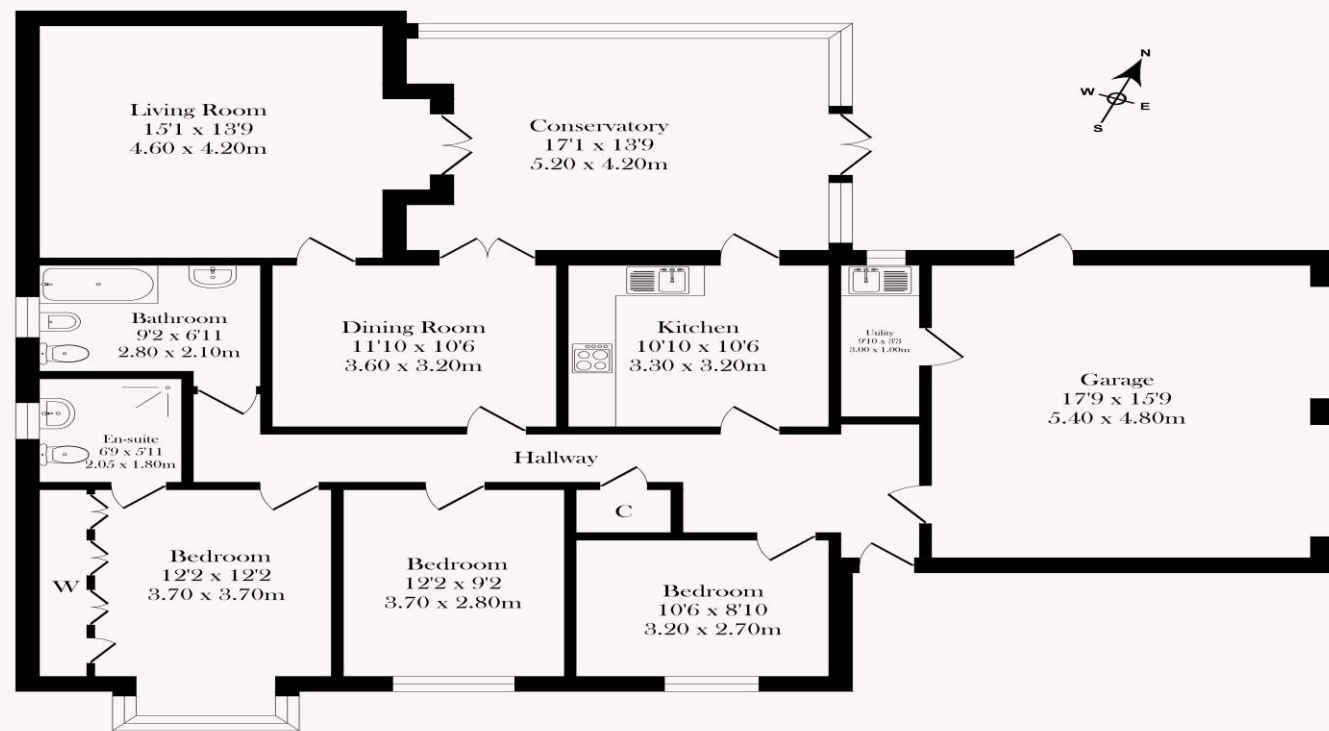 Living Room
15'1 x 13'9
4.60 x 4.20m
Conservatory
17'1 x 13'9
5.20 x 4.20m
N
W
E
S
Bathroom
9'2 x 6'11
2.80 x 2.10m
Dining Room
11'10 x 10'6
3.60 x 3.20m
Kitchen
10'10 x 10'6
3.30 x 3.20m
Utility
9'10 x 3'3
3.00 x 1.00m
Garage
17'9 x 15'9
5.40 x 4.80m
En-suite
6'9 x 5'11
2.05 x 1.80m
Hallway
C
W
Bedroom
12'2 x 12'2
3.70 x 3.70m
Bedroom
12'2 x 9'2
3.70 x 2.80m
Bedroom
10'6 x 8'10
3.20 x 2.70m